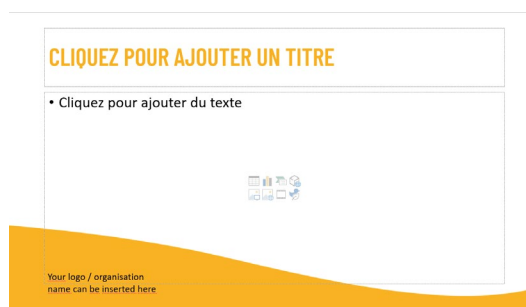 CLIQUEZ POUR AJOUTER UN TITRE
• Cliquez pour ajouter du texte
Your logo / organisation
name can be inserted here